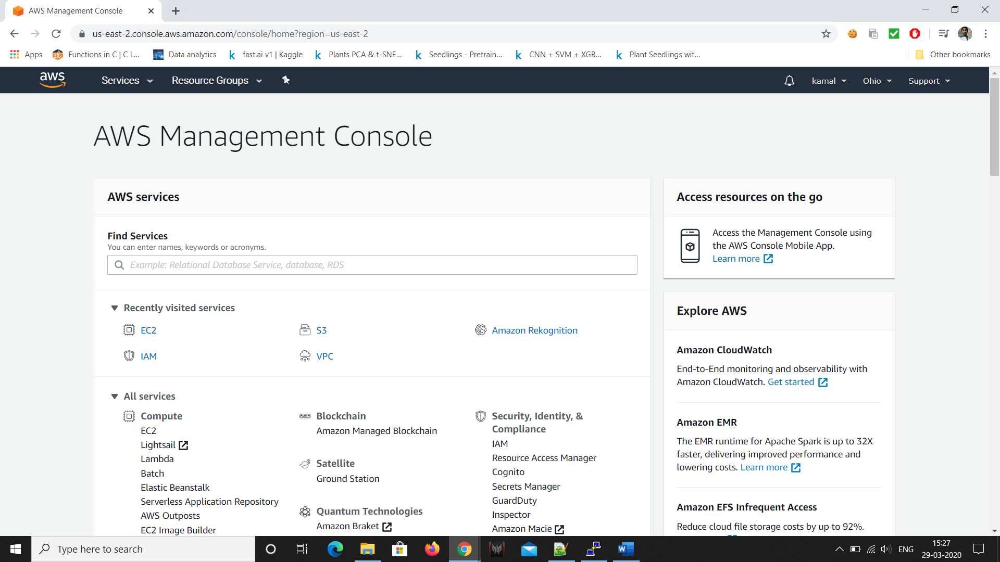 AWS Management Console
us-east-2.console.aws.amazon.com/console/home?region=us-east-2
Apps
Functions in C | C L...
Data analytics
fast.ai v1 | Kaggle
Plants PCA & t-SNE...
Seedlings - Pretrain...
CNN + SVM + XGB...
Plant Seedlings wit...
Other bookmarks
aws
Services
Resource Groups
kamal
Ohio
Support
AWS Management Console
AWS services
Find Services
You can enter names, keywords or acronyms.
Example: Relational Database Service, database, RDS
Recently visited services
EC2
S3
Amazon Rekognition
IAM
VPC
All services
Compute
EC2
Lightsail
Lambda
Batch
Elastic Beanstalk
Serverless Application Repository
AWS Outposts
EC2 Image Builder
Blockchain
Amazon Managed Blockchain
Satellite
Ground Station
Quantum Technologies
Amazon Braket
Security, Identity, &
Compliance
IAM
Resource Access Manager
Cognito
Secrets Manager
GuardDuty
Inspector
Amazon Macie
Access resources on the go
Access the Management Console using
the AWS Console Mobile App.
Learn more
Explore AWS
Amazon CloudWatch
End-to-End monitoring and observability with
Amazon CloudWatch. Get started
Amazon EMR
The EMR runtime for Apache Spark is up to 32X
faster, delivering improved performance and
lowering costs. Learn more
Amazon EFS Infrequent Access
Reduce cloud file storage costs by up to 92%.
Type here to search
ENG
15:27
29-03-2020